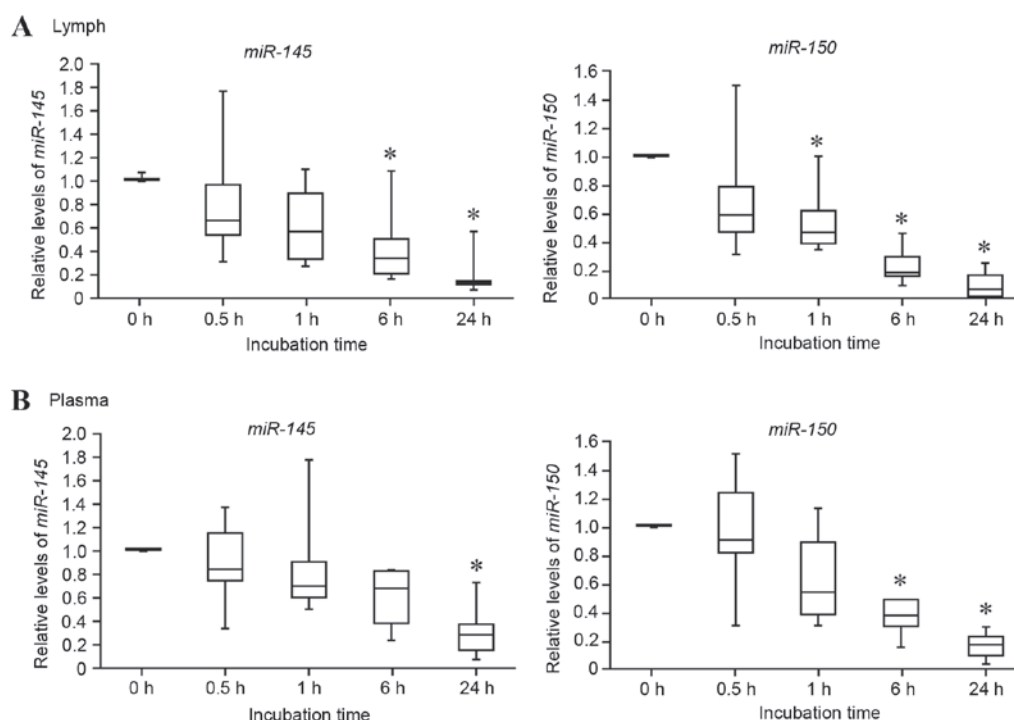 A Lymph
miR-145
Relative levels of miR-145
2.0
1.8
1.6
1.4
1.2
1.0
0.8
0.6
0.4
0.2
0
0 h 0.5 h 1 h 6 h 24 h
* *
Incubation time
miR-150
Relative levels of miR-150
1.6
1.4
1.2
1.0
0.8
0.6
0.4
0.2
0
0 h 0.5 h 1 h 6 h 24 h
* * *
Incubation time
B Plasma
miR-145
Relative levels of miR-145
2.0
1.8
1.6
1.4
1.2
1.0
0.8
0.6
0.4
0.2
0
0 h 0.5 h 1 h 6 h 24 h
*
Incubation time
miR-150
Relative levels of miR-150
1.6
1.4
1.2
1.0
0.8
0.6
0.4
0.2
0
0 h 0.5 h 1 h 6 h 24 h
* *
Incubation time